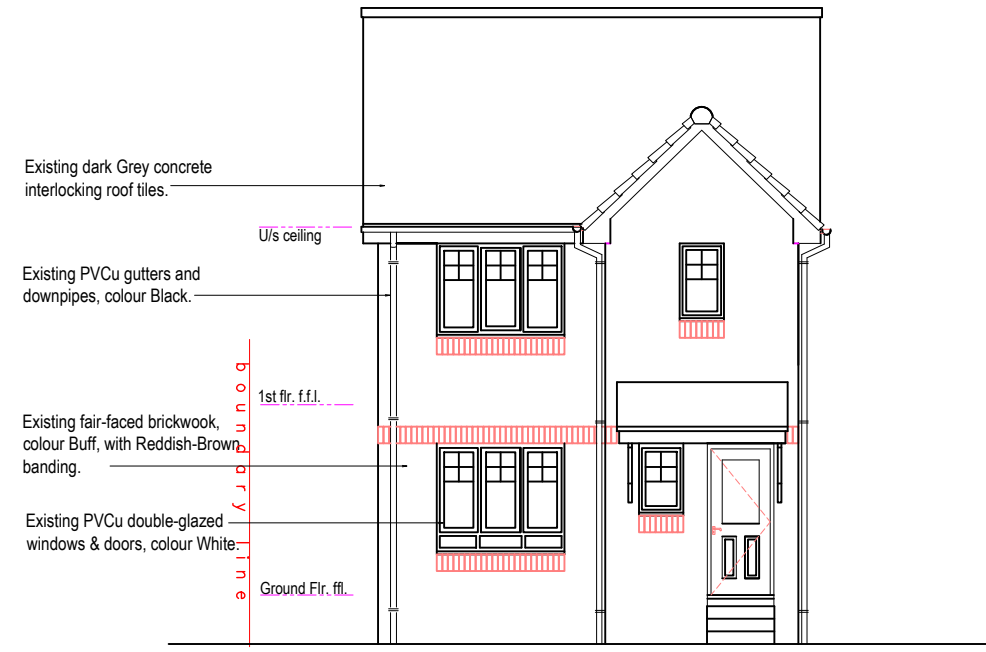 Existing dark Grey concrete
interlocking roof tiles.
U/s ceiling
Existing PVCu gutters and
downpipes, colour Black.
boundary line
1st flr. f.f.l.
Existing fair-faced brickwook,
colour Buff, with Reddish-Brown
banding.
Existing PVCu double-glazed
windows & doors, colour White.
Ground Flr. ffl.